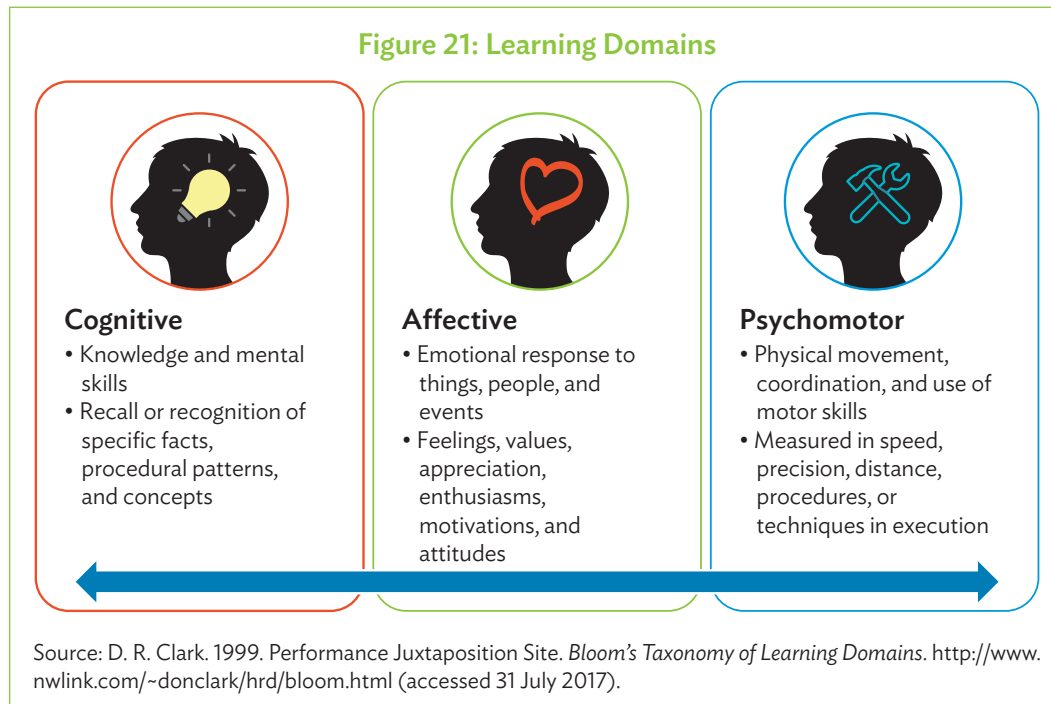 Figure 21: Learning Domains
Cognitive
• Knowledge and mental
skills
• Recall or recognition of
specific facts,
procedural patterns,
and concepts
Affective
• Emotional response to
things, people, and
events
• Feelings, values,
appreciation,
enthusiasms,
motivations, and
attitudes
Psychomotor
• Physical movement,
coordination, and use of
motor skills
• Measured in speed,
precision, distance,
procedures, or
techniques in execution
Source: D. R. Clark. 1999. Performance Juxtaposition Site. Bloom's Taxonomy of Learning Domains. http://www.
nwlink.com/~donclark/hrd/bloom.html (accessed 31 July 2017).